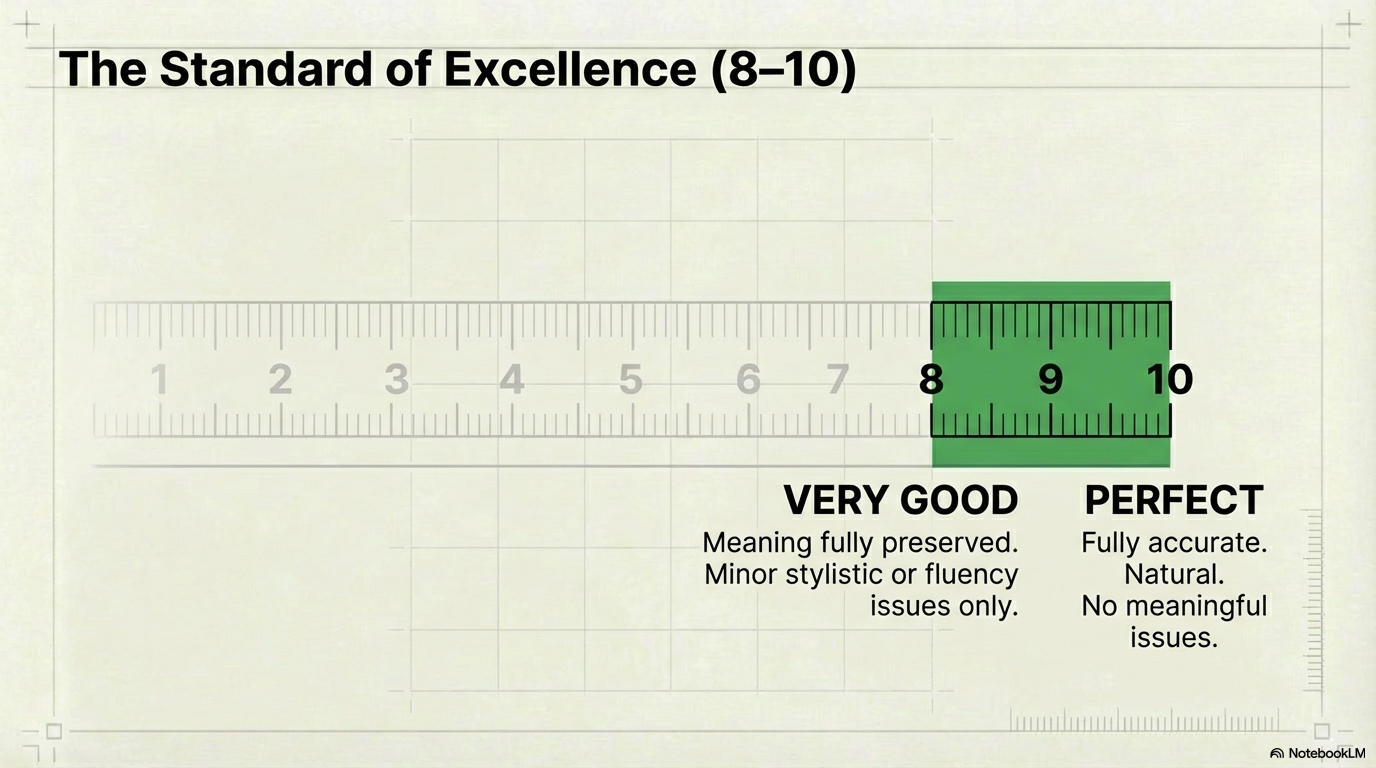 The Standard of Excellence (8–10)
1 2 3 4 5 6 7 8 9 10
VERY GOOD
Meaning fully preserved.
Minor stylistic or fluency
issues only.
PERFECT
Fully accurate.
Natural.
No meaningful
issues.
NotebookLM